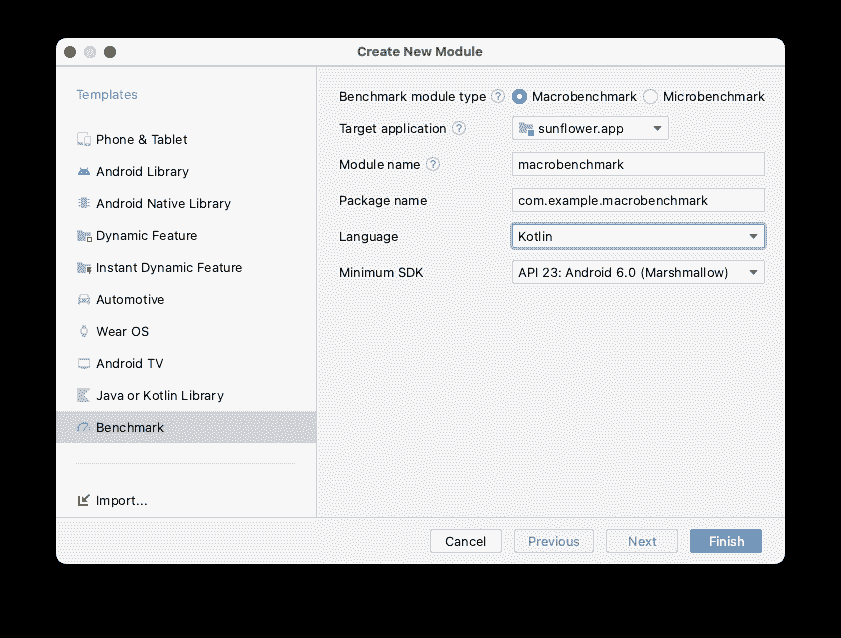 Create New Module
Templates
Phone & Tablet
Android Library
Android Native Library
Dynamic Feature
Instant Dynamic Feature
Automotive
Wear OS
Android TV
Java or Kotlin Library
Benchmark
Import...
Benchmark module type ? Macrobenchmark Microbenchmark
Target application ? sunflower.app
Module name ? macrobenchmark
Package name com.example.macrobenchmark
Language Kotlin
Minimum SDK API 23: Android 6.0 (Marshmallow)
Cancel Previous Next Finish